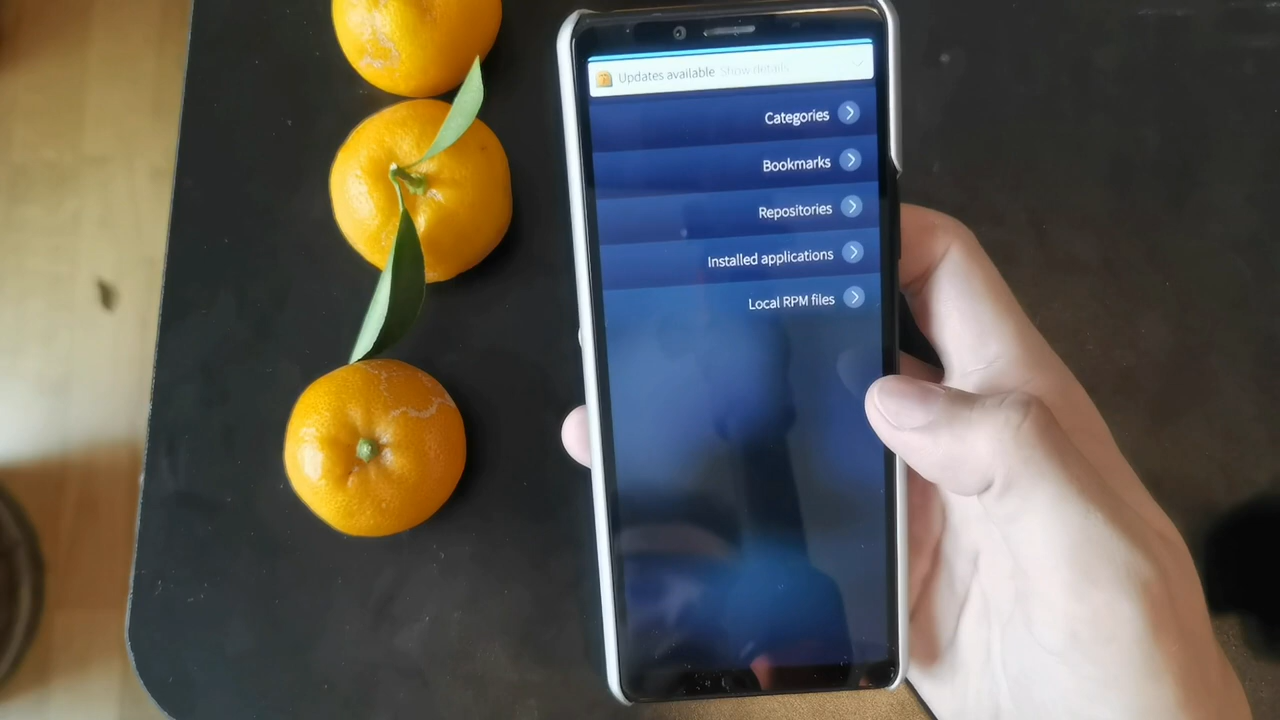 Updates available Show details
Categories
Bookmarks
Repositories
Installed applications
Local RPM files